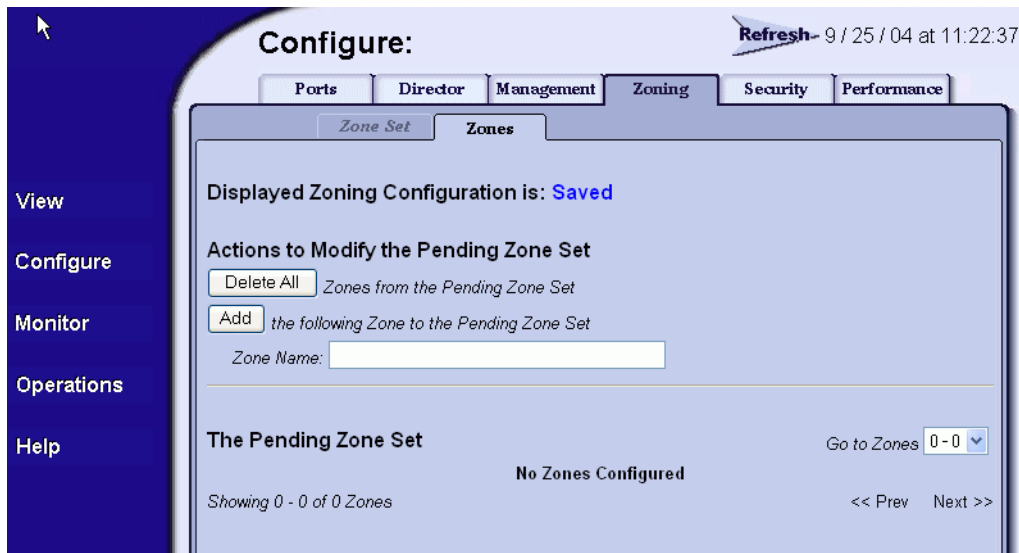 Configure:
Refresh 9 / 25 / 04 at 11:22:37
Ports Director Management Zoning Security Performance
Zone Set Zones
View
Configure
Monitor
Operations
Help
Displayed Zoning Configuration is: Saved
Actions to Modify the Pending Zone Set
Delete All Zones from the Pending Zone Set
Add the following Zone to the Pending Zone Set
Zone Name:
The Pending Zone Set
Go to Zones 0 - 0
No Zones Configured
Showing 0 - 0 of 0 Zones
<< Prev Next >>